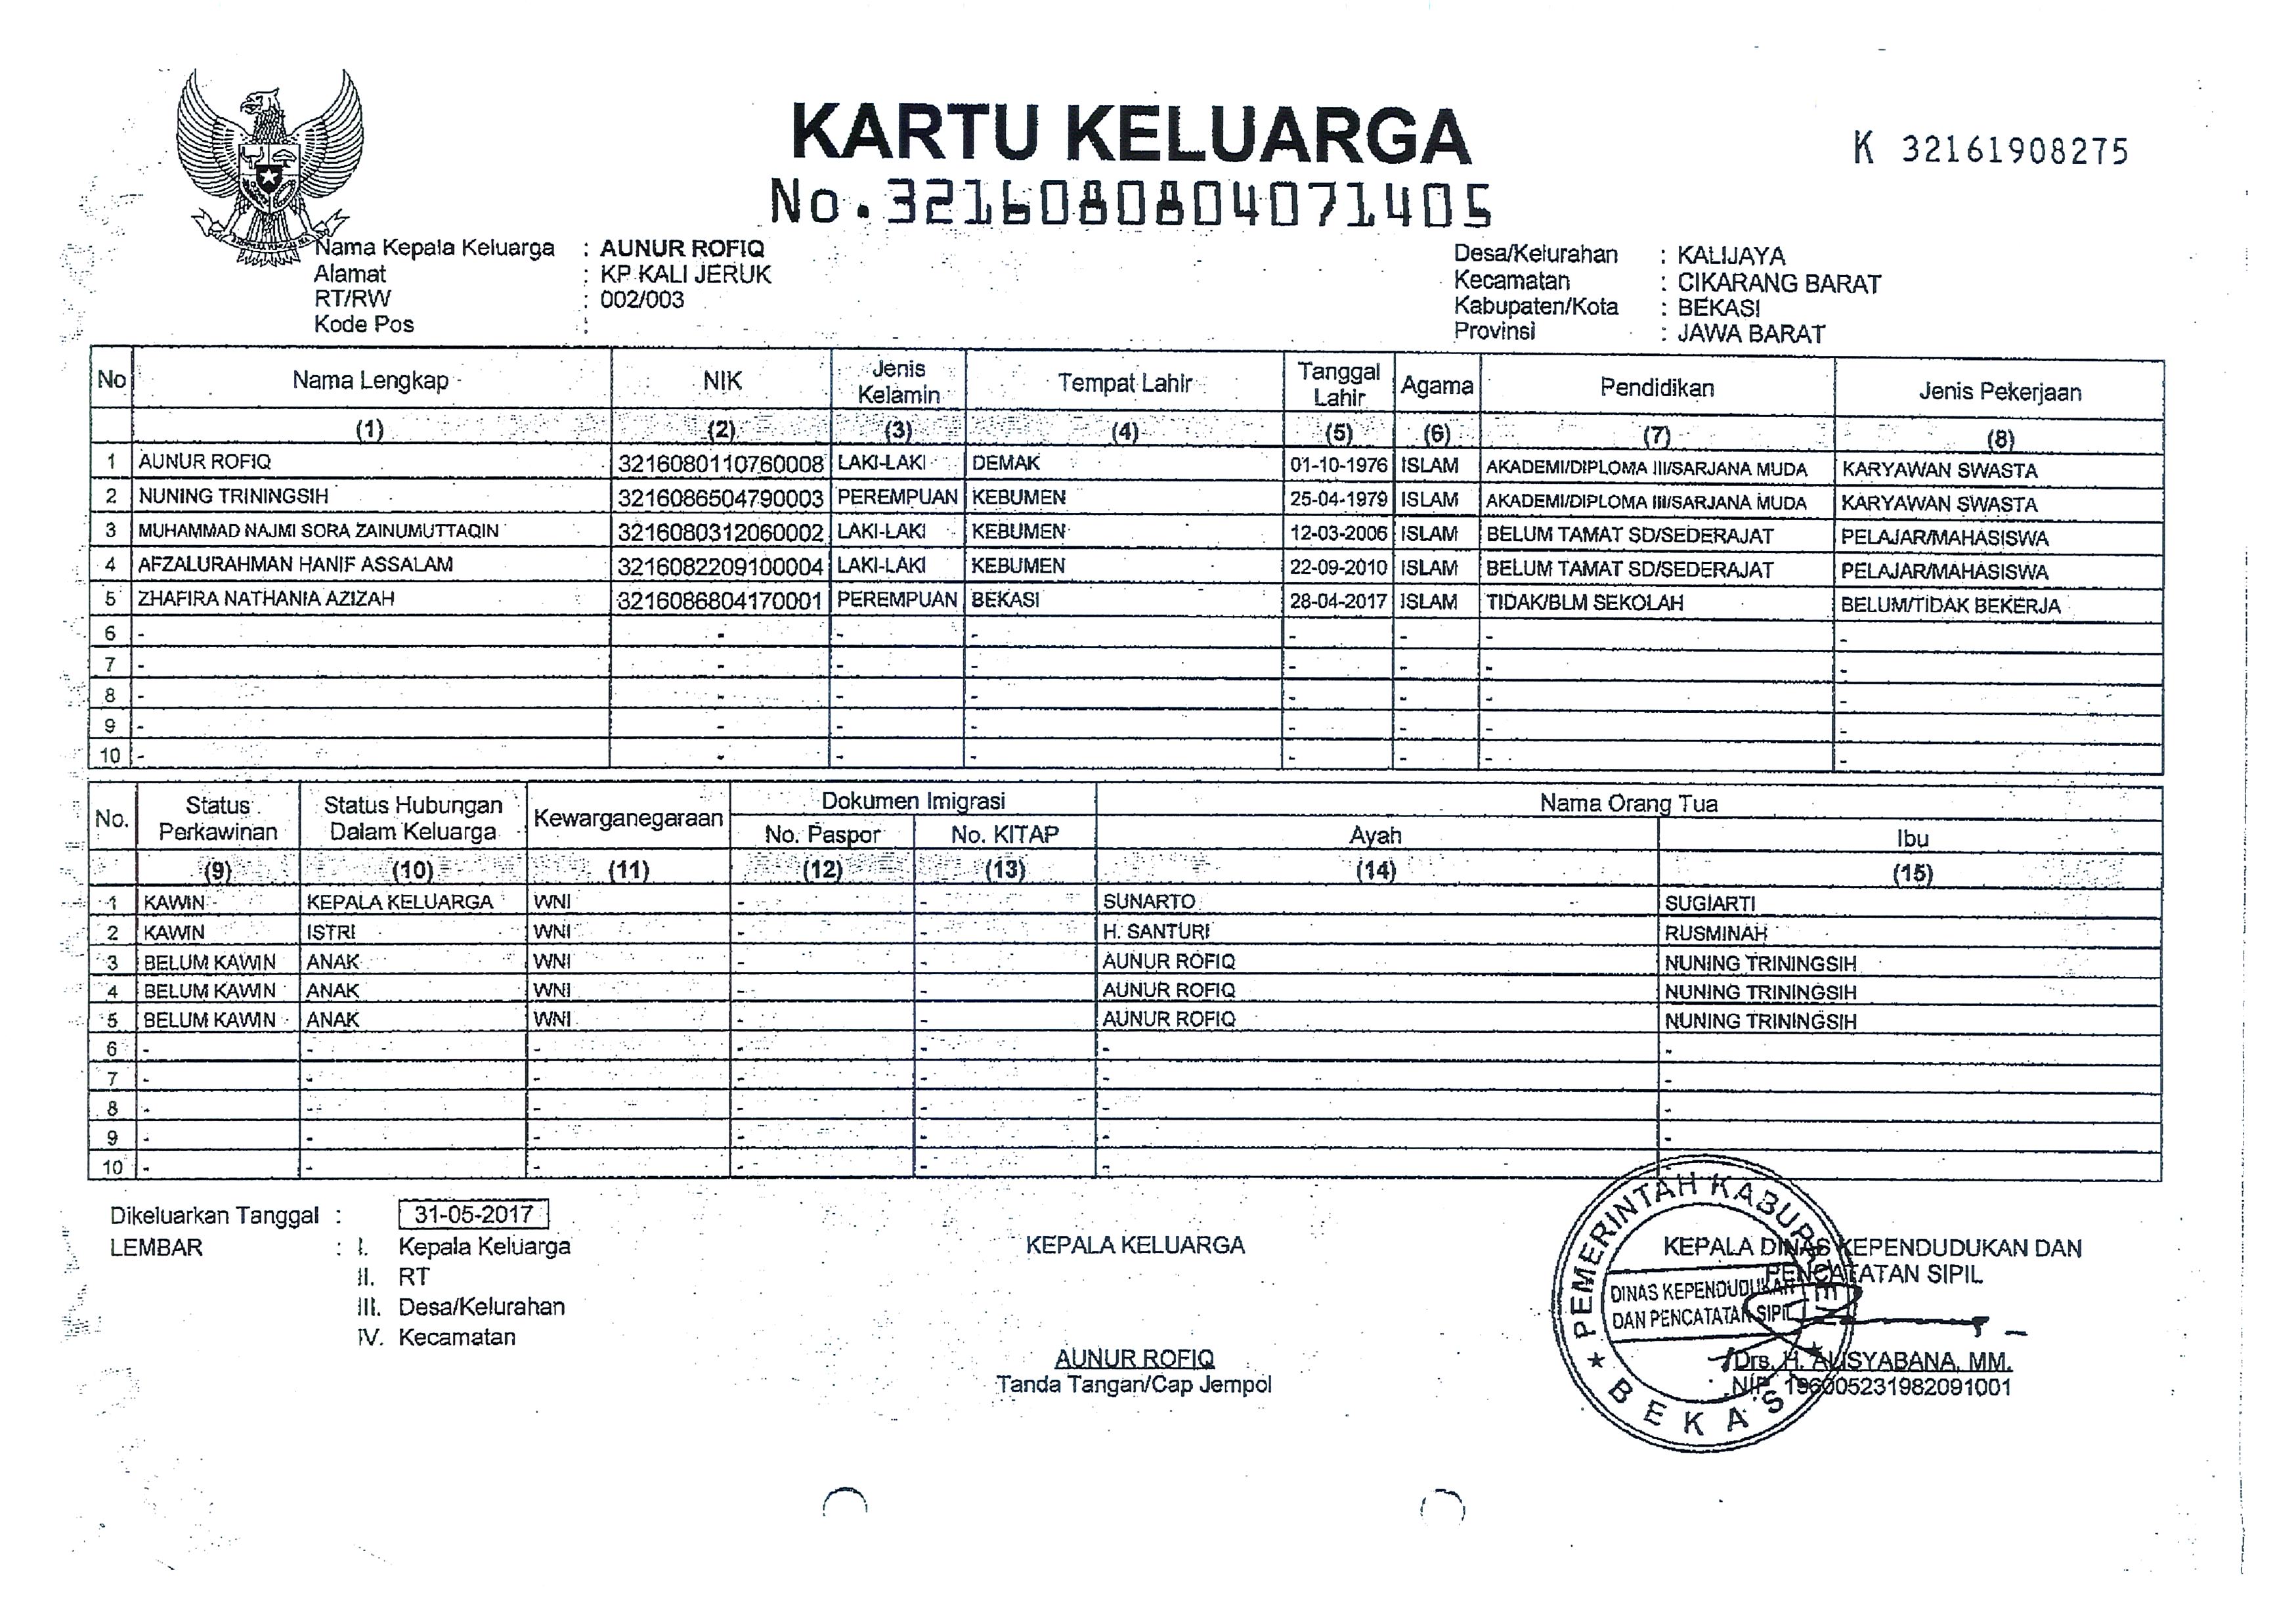 KARTU KELUARGA
K 32161908275
No.3216080804071405
Nama Kepala Keluarga : AUNUR ROFIQ
Alamat : KP KALI JERUK
RT/RW : 002/003
Kode Pos :
Desa/Kelurahan : KALIJAYA
Kecamatan : CIKARANG BARAT
Kabupaten/Kota : BEKASI
Provinsi : JAWA BARAT
No Nama Lengkap NIK Jenis Kelamin Tempat Lahir Tanggal Lahir Agama Pendidikan Jenis Pekerjaan
(1) (2) (3) (4) (5) (6) (7) (8)
1 AUNUR ROFIQ 3216080110760008 LAKI-LAKI DEMAK 01-10-1976 ISLAM AKADEMI/DIPLOMA III/SARJANA MUDA KARYAWAN SWASTA
2 NUNING TRININGSIH 3216086504790003 PEREMPUAN KEBUMEN 25-04-1979 ISLAM AKADEMI/DIPLOMA III/SARJANA MUDA KARYAWAN SWASTA
3 MUHAMMAD NAJMI SORA ZAINUMUTTAQIN 3216080312060002 LAKI-LAKI KEBUMEN 12-03-2006 ISLAM BELUM TAMAT SD/SEDERAJAT PELAJAR/MAHASISWA
4 AFZALURAHMAN HANIF ASSALAM 3216082209100004 LAKI-LAKI KEBUMEN 22-09-2010 ISLAM BELUM TAMAT SD/SEDERAJAT PELAJAR/MAHASISWA
5 ZHAFIRA NATHANIA AZIZAH 3216086804170001 PEREMPUAN BEKASI 28-04-2017 ISLAM TIDAK/BLM SEKOLAH BELUM/TIDAK BEKERJA
6 - - - - - - - -
7 - - - - - - - -
8 - - - - - - - -
9 - - - - - - - -
10 - - - - - - - -
No. Status Perkawinan Status Hubungan Dalam Keluarga Kewarganegaraan Dokumen Imigrasi Nama Orang Tua
No. Paspor No. KITAP Ayah Ibu
(9) (10) (11) (12) (13) (14) (15)
1 KAWIN KEPALA KELUARGA WNI - - SUNARTO SUGIARTI
2 KAWIN ISTRI WNI - - H. SANTURI RUSMINAH
3 BELUM KAWIN ANAK WNI - - AUNUR ROFIQ NUNING TRININGSIH
4 BELUM KAWIN ANAK WNI - - AUNUR ROFIQ NUNING TRININGSIH
5 BELUM KAWIN ANAK WNI - - AUNUR ROFIQ NUNING TRININGSIH
6 - - - - - - -
7 - - - - - - -
8 - - - - - - -
9 - - - - - - -
10 - - - - - - -
Dikeluarkan Tanggal : 31-05-2017
LEMBAR : I. Kepala Keluarga
II. RT
III. Desa/Kelurahan
IV. Kecamatan
KEPALA KELUARGA
AUNUR ROFIQ
Tanda Tangan/Cap Jempol
KEPALA DINAS KEPENDUDUKAN DAN
PENCATATAN SIPIL
PEMERINTAH KABUPATEN
DINAS KEPENDUDUKAN
DAN PENCATATAN SIPIL
BEKASI
Drs. H. ALISYABANA, MM.
NIP. 196005231982091001